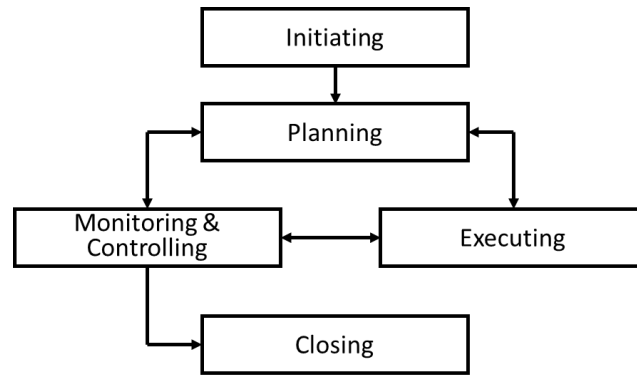 Initiating
Planning
Monitoring &
Controlling
Executing
Closing